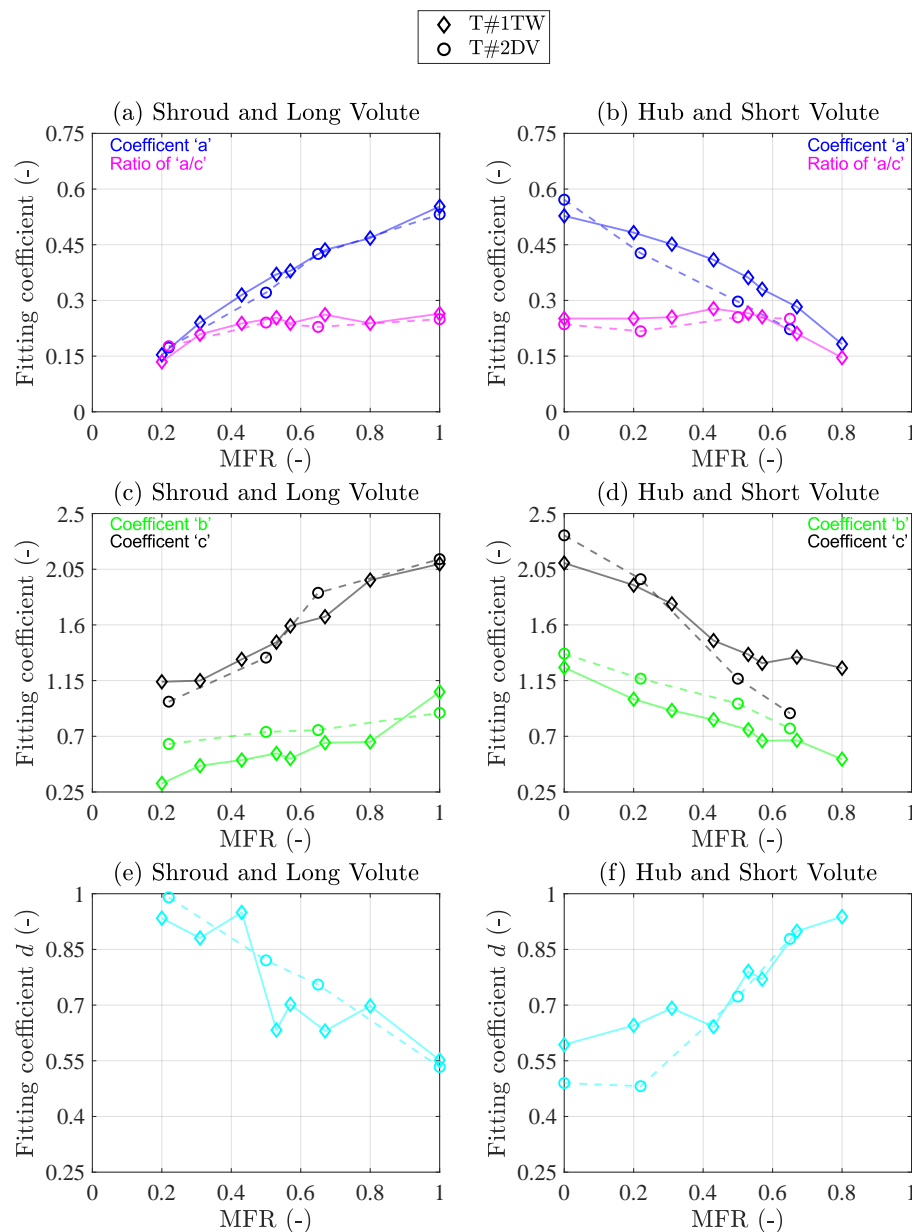 T#1TW
T#2DV
(a) Shroud and Long Volute
Coefficent ‘a’
Ratio of ‘a/c’
0.75
0.6
0.45
0.3
0.15
0
Fitting coefficient (-)
0 0.2 0.4 0.6 0.8 1
MFR (-)
(b) Hub and Short Volute
Coefficent ‘a’
Ratio of ‘a/c’
0.75
0.6
0.45
0.3
0.15
0
Fitting coefficient (-)
0 0.2 0.4 0.6 0.8 1
MFR (-)
(c) Shroud and Long Volute
Coefficent ‘b’
Coefficent ‘c’
2.5
2.05
1.6
1.15
0.7
0.25
Fitting coefficient (-)
0 0.2 0.4 0.6 0.8 1
MFR (-)
(d) Hub and Short Volute
Coefficent ‘b’
Coefficent ‘c’
2.5
2.05
1.6
1.15
0.7
0.25
Fitting coefficient (-)
0 0.2 0.4 0.6 0.8 1
MFR (-)
(e) Shroud and Long Volute
1
0.85
0.7
0.55
0.4
0.25
Fitting coefficient d (-)
0 0.2 0.4 0.6 0.8 1
MFR (-)
(f) Hub and Short Volute
1
0.85
0.7
0.55
0.4
0.25
Fitting coefficient d (-)
0 0.2 0.4 0.6 0.8 1
MFR (-)